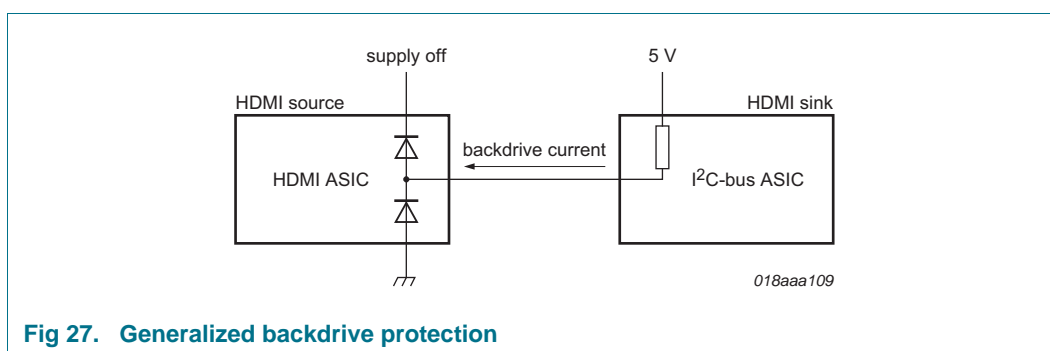 supply off
5 V
HDMI source
HDMI sink
backdrive current
HDMI ASIC
I2C-bus ASIC
018aaa109
Fig 27. Generalized backdrive protection